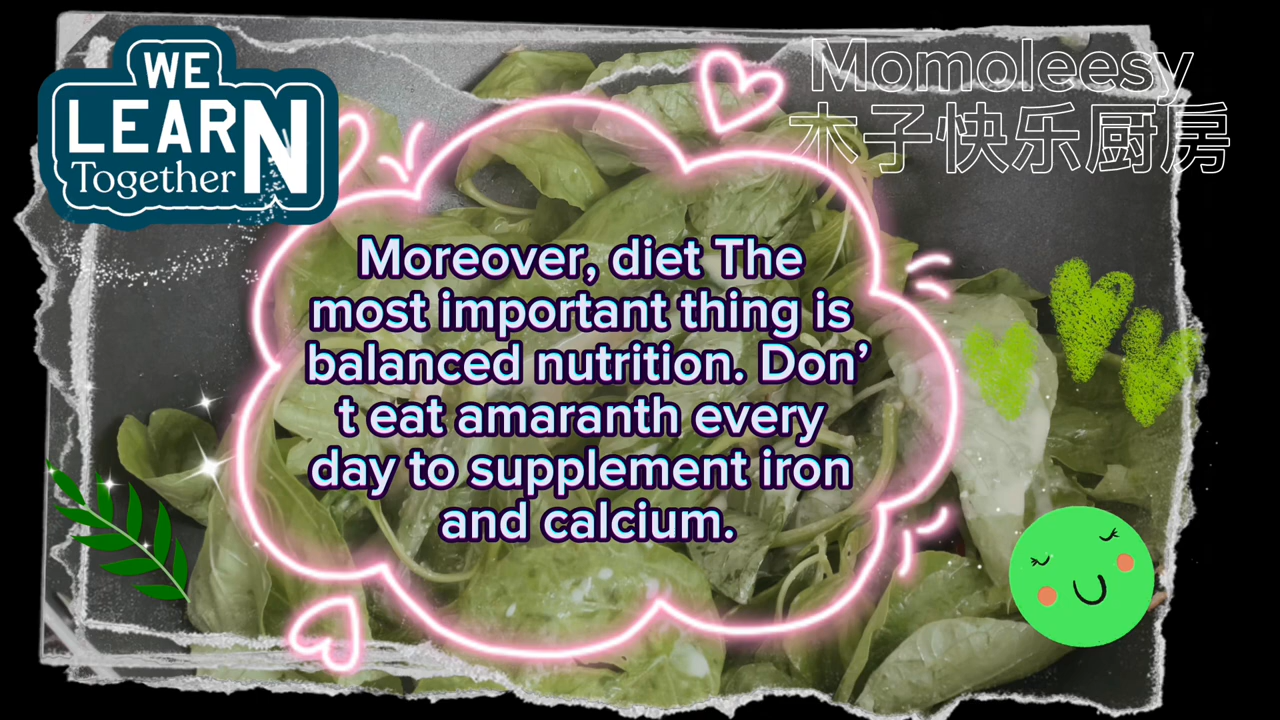 WE
LEARN
Together
Momoleesy
木子快乐厨房
Moreover, diet The
most important thing is
balanced nutrition. Don’
t eat amaranth every
day to supplement iron
and calcium.